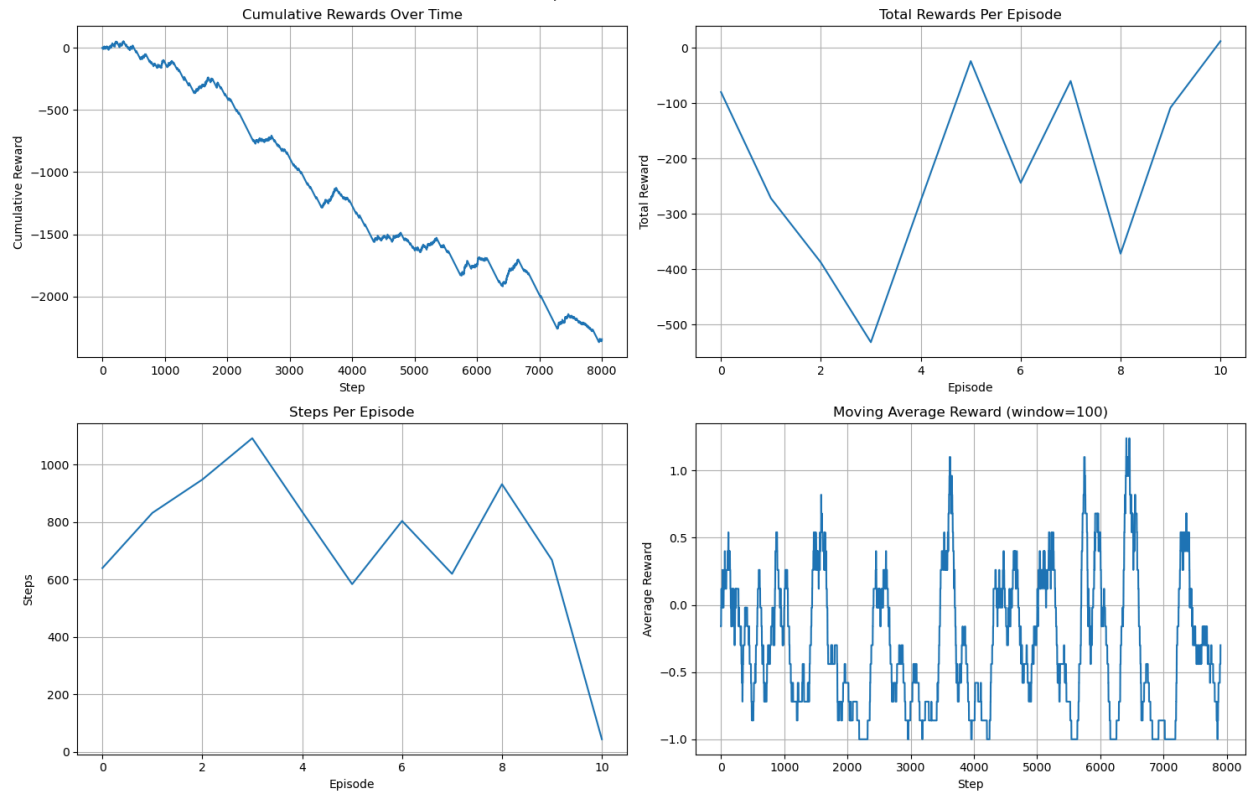 Cumulative Rewards Over Time
Cumulative Reward
0
−500
−1000
−1500
−2000
0 1000 2000 3000 4000 5000 6000 7000 8000
Step
Total Rewards Per Episode
Total Reward
0
−100
−200
−300
−400
−500
0 2 4 6 8 10
Episode
Steps Per Episode
Steps
1000
800
600
400
200
0
0 2 4 6 8 10
Episode
Moving Average Reward (window=100)
Average Reward
1.0
0.5
0.0
−0.5
−1.0
0 1000 2000 3000 4000 5000 6000 7000 8000
Step